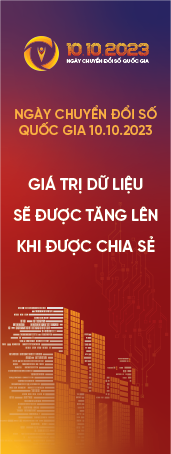 10 10 2023
NGÀY CHUYỂN ĐỔI SỐ QUỐC GIA
NGÀY CHUYỂN ĐỔI SỐ
QUỐC GIA 10.10.2023
GIÁ TRỊ DỮ LIỆU
SẼ ĐƯỢC TĂNG LÊN
KHI ĐƯỢC CHIA SẺ